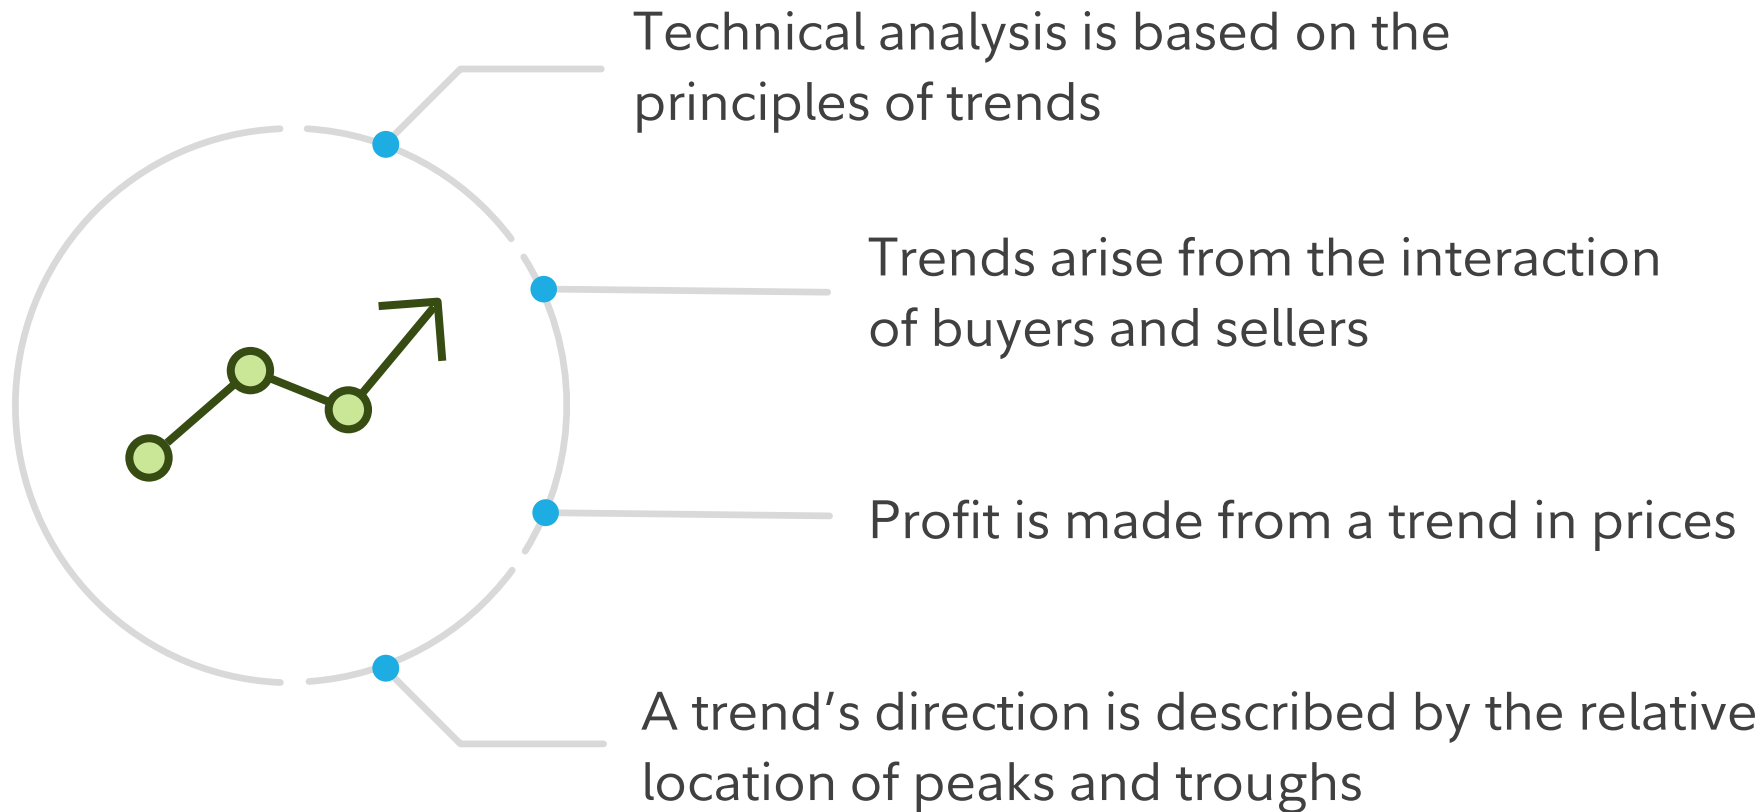 Technical analysis is based on the
principles of trends
Trends arise from the interaction
of buyers and sellers
Profit is made from a trend in prices
A trend’s direction is described by the relative
location of peaks and troughs